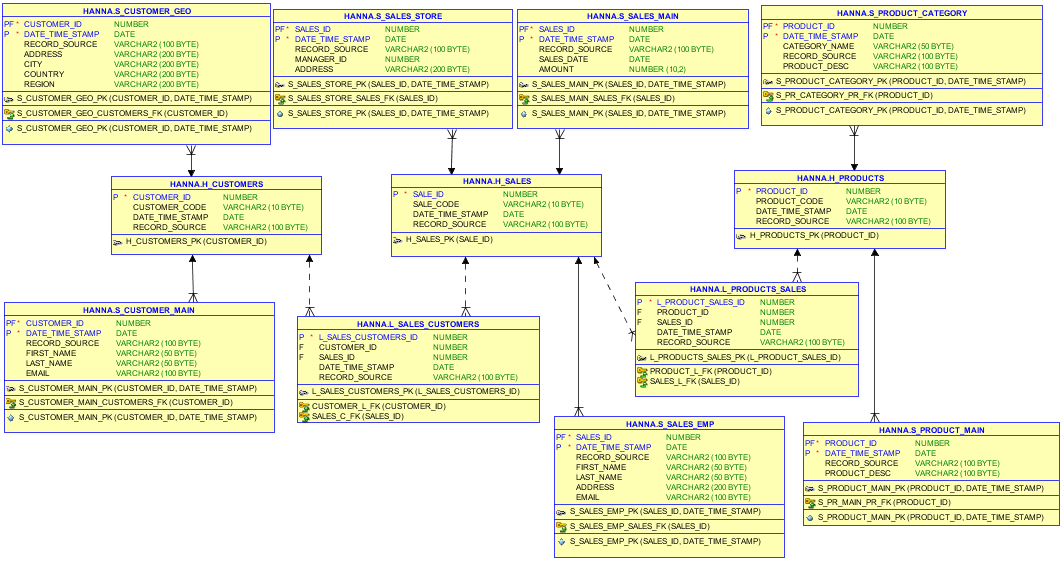 HANNA.S_CUSTOMER_GEO
PF* CUSTOMER_ID NUMBER
P * DATE_TIME_STAMP DATE
RECORD_SOURCE VARCHAR2 (100 BYTE)
ADDRESS VARCHAR2 (200 BYTE)
CITY VARCHAR2 (200 BYTE)
COUNTRY VARCHAR2 (200 BYTE)
REGION VARCHAR2 (200 BYTE)
S_CUSTOMER_GEO_PK (CUSTOMER_ID, DATE_TIME_STAMP)
S_CUSTOMER_GEO_CUSTOMERS_FK (CUSTOMER_ID)
S_CUSTOMER_GEO_PK (CUSTOMER_ID, DATE_TIME_STAMP)
HANNA.S_SALES_STORE
PF* SALES_ID NUMBER
P * DATE_TIME_STAMP DATE
RECORD_SOURCE VARCHAR2 (100 BYTE)
MANAGER_ID NUMBER
ADDRESS VARCHAR2 (200 BYTE)
S_SALES_STORE_PK (SALES_ID, DATE_TIME_STAMP)
S_SALES_STORE_SALES_FK (SALES_ID)
S_SALES_STORE_PK (SALES_ID, DATE_TIME_STAMP)
HANNA.S_SALES_MAIN
PF* SALES_ID NUMBER
P * DATE_TIME_STAMP DATE
RECORD_SOURCE VARCHAR2 (100 BYTE)
SALES_DATE DATE
AMOUNT NUMBER (10,2)
S_SALES_MAIN_PK (SALES_ID, DATE_TIME_STAMP)
S_SALES_MAIN_SALES_FK (SALES_ID)
S_SALES_MAIN_PK (SALES_ID, DATE_TIME_STAMP)
HANNA.S_PRODUCT_CATEGORY
PF* PRODUCT_ID NUMBER
P * DATE_TIME_STAMP DATE
CATEGORY_NAME VARCHAR2 (50 BYTE)
RECORD_SOURCE VARCHAR2 (100 BYTE)
PRODUCT_DESC VARCHAR2 (100 BYTE)
S_PRODUCT_CATEGORY_PK (PRODUCT_ID, DATE_TIME_STAMP)
S_PR_CATEGORY_PR_FK (PRODUCT_ID)
S_PRODUCT_CATEGORY_PK (PRODUCT_ID, DATE_TIME_STAMP)
HANNA.H_CUSTOMERS
P * CUSTOMER_ID NUMBER
CUSTOMER_CODE VARCHAR2 (10 BYTE)
DATE_TIME_STAMP DATE
RECORD_SOURCE VARCHAR2 (100 BYTE)
H_CUSTOMERS_PK (CUSTOMER_ID)
HANNA.H_SALES
P * SALE_ID NUMBER
SALE_CODE VARCHAR2 (10 BYTE)
DATE_TIME_STAMP DATE
RECORD_SOURCE VARCHAR2 (100 BYTE)
H_SALES_PK (SALE_ID)
HANNA.H_PRODUCTS
P * PRODUCT_ID NUMBER
PRODUCT_CODE VARCHAR2 (10 BYTE)
DATE_TIME_STAMP DATE
RECORD_SOURCE VARCHAR2 (100 BYTE)
H_PRODUCTS_PK (PRODUCT_ID)
HANNA.S_CUSTOMER_MAIN
PF* CUSTOMER_ID NUMBER
P * DATE_TIME_STAMP DATE
RECORD_SOURCE VARCHAR2 (100 BYTE)
FIRST_NAME VARCHAR2 (50 BYTE)
LAST_NAME VARCHAR2 (50 BYTE)
EMAIL VARCHAR2 (100 BYTE)
S_CUSTOMER_MAIN_PK (CUSTOMER_ID, DATE_TIME_STAMP)
S_CUSTOMER_MAIN_CUSTOMERS_FK (CUSTOMER_ID)
S_CUSTOMER_MAIN_PK (CUSTOMER_ID, DATE_TIME_STAMP)
HANNA.L_SALES_CUSTOMERS
P * L_SALES_CUSTOMERS_ID NUMBER
F CUSTOMER_ID NUMBER
F SALES_ID NUMBER
DATE_TIME_STAMP DATE
RECORD_SOURCE VARCHAR2 (100 BYTE)
L_SALES_CUSTOMERS_PK (L_SALES_CUSTOMERS_ID)
CUSTOMER_L_FK (CUSTOMER_ID)
SALES_C_FK (SALES_ID)
HANNA.L_PRODUCTS_SALES
P * L_PRODUCT_SALES_ID NUMBER
F PRODUCT_ID NUMBER
F SALES_ID NUMBER
DATE_TIME_STAMP DATE
RECORD_SOURCE VARCHAR2 (100 BYTE)
L_PRODUCTS_SALES_PK (L_PRODUCT_SALES_ID)
PRODUCT_L_FK (PRODUCT_ID)
SALES_L_FK (SALES_ID)
HANNA.S_SALES_EMP
PF* SALES_ID NUMBER
P * DATE_TIME_STAMP DATE
RECORD_SOURCE VARCHAR2 (100 BYTE)
FIRST_NAME VARCHAR2 (50 BYTE)
LAST_NAME VARCHAR2 (50 BYTE)
ADDRESS VARCHAR2 (200 BYTE)
EMAIL VARCHAR2 (100 BYTE)
S_SALES_EMP_PK (SALES_ID, DATE_TIME_STAMP)
S_SALES_EMP_SALES_FK (SALES_ID)
S_SALES_EMP_PK (SALES_ID, DATE_TIME_STAMP)
HANNA.S_PRODUCT_MAIN
PF* PRODUCT_ID NUMBER
P * DATE_TIME_STAMP DATE
RECORD_SOURCE VARCHAR2 (100 BYTE)
PRODUCT_DESC VARCHAR2 (100 BYTE)
S_PRODUCT_MAIN_PK (PRODUCT_ID, DATE_TIME_STAMP)
S_PR_MAIN_PR_FK (PRODUCT_ID)
S_PRODUCT_MAIN_PK (PRODUCT_ID, DATE_TIME_STAMP)